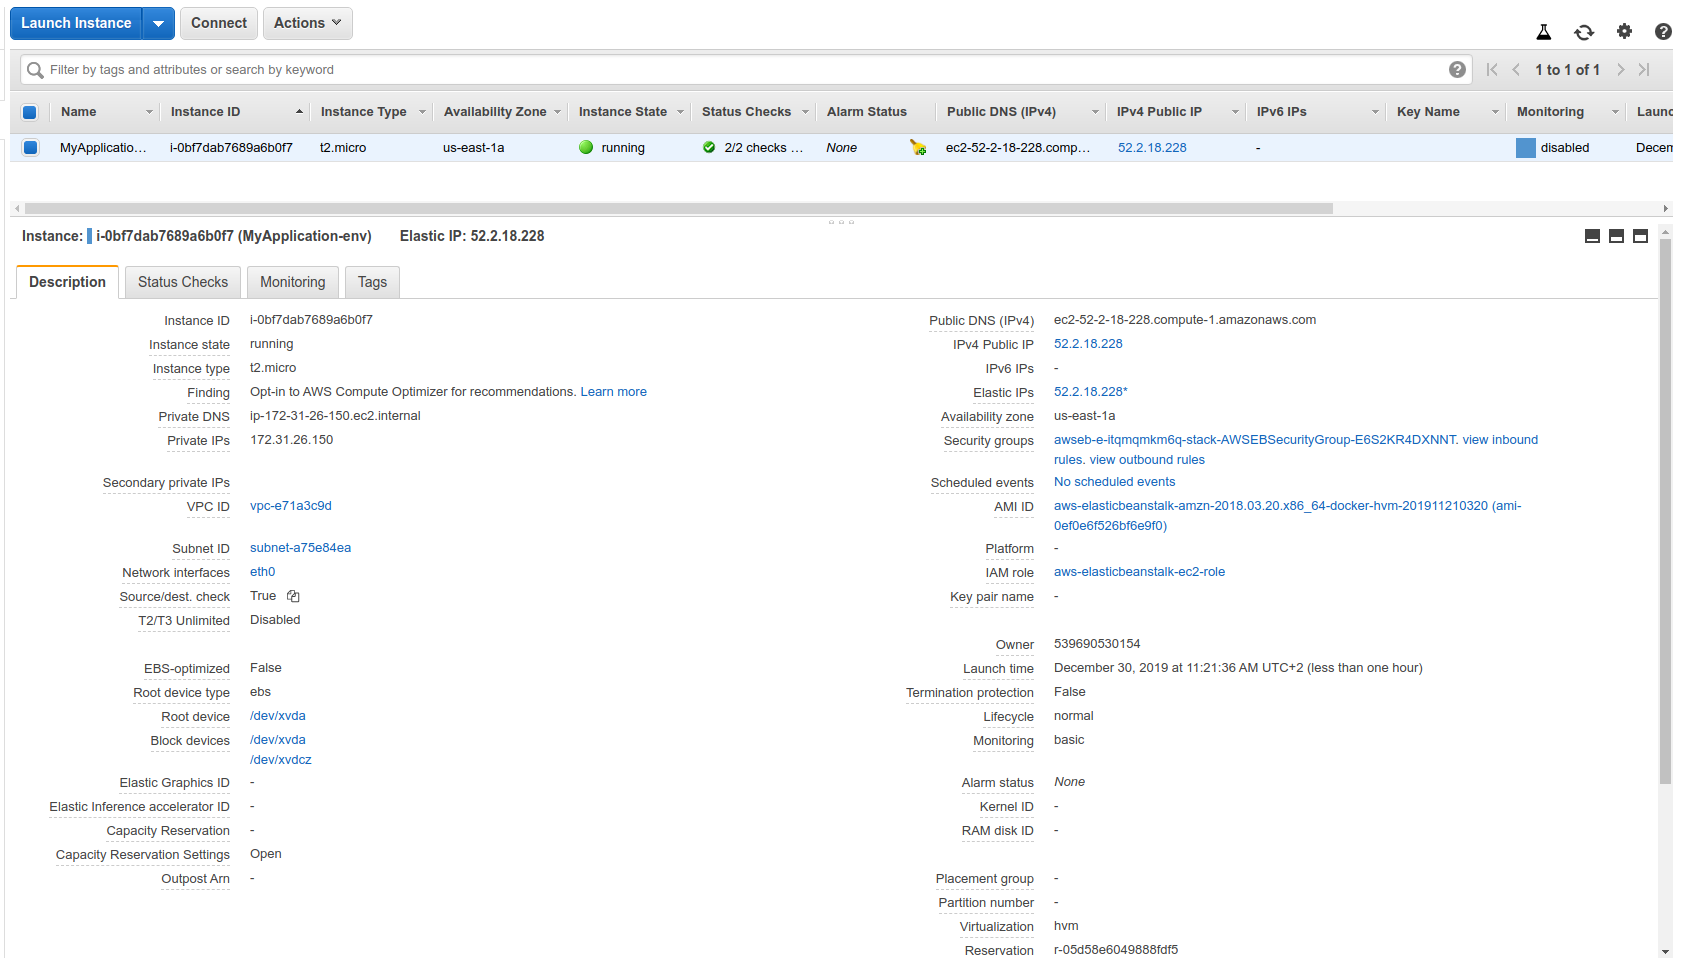 Launch Instance Connect Actions
Filter by tags and attributes or search by keyword 1 to 1 of 1
Name Instance ID Instance Type Availability Zone Instance State Status Checks Alarm Status Public DNS (IPv4) IPv4 Public IP IPv6 IPs Key Name Monitoring Launc
MyApplicatio… i-0bf7dab7689a6b0f7 t2.micro us-east-1a running 2/2 checks … None ec2-52-2-18-228.comp… 52.2.18.228 - disabled Decem
Instance: i-0bf7dab7689a6b0f7 (MyApplication-env) Elastic IP: 52.2.18.228
Description Status Checks Monitoring Tags
Instance ID i-0bf7dab7689a6b0f7
Instance state running
Instance type t2.micro
Finding Opt-in to AWS Compute Optimizer for recommendations. Learn more
Private DNS ip-172-31-26-150.ec2.internal
Private IPs 172.31.26.150
Secondary private IPs
VPC ID vpc-e71a3c9d
Subnet ID subnet-a75e84ea
Network interfaces eth0
Source/dest. check True
T2/T3 Unlimited Disabled
EBS-optimized False
Root device type ebs
Root device /dev/xvda
Block devices /dev/xvda
/dev/xvdcz
Elastic Graphics ID -
Elastic Inference accelerator ID -
Capacity Reservation -
Capacity Reservation Settings Open
Outpost Arn -
Public DNS (IPv4) ec2-52-2-18-228.compute-1.amazonaws.com
IPv4 Public IP 52.2.18.228
IPv6 IPs -
Elastic IPs 52.2.18.228*
Availability zone us-east-1a
Security groups awseb-e-itqmqmkm6q-stack-AWSEBSecurityGroup-E6S2KR4DXNNT. view inbound
rules. view outbound rules
Scheduled events No scheduled events
AMI ID aws-elasticbeanstalk-amzn-2018.03.20.x86_64-docker-hvm-201911210320 (ami-
0ef0e6f526bf6e9f0)
Platform -
IAM role aws-elasticbeanstalk-ec2-role
Key pair name -
Owner 539690530154
Launch time December 30, 2019 at 11:21:36 AM UTC+2 (less than one hour)
Termination protection False
Lifecycle normal
Monitoring basic
Alarm status None
Kernel ID -
RAM disk ID -
Placement group -
Partition number -
Virtualization hvm
Reservation r-05d58e6049888fdf5